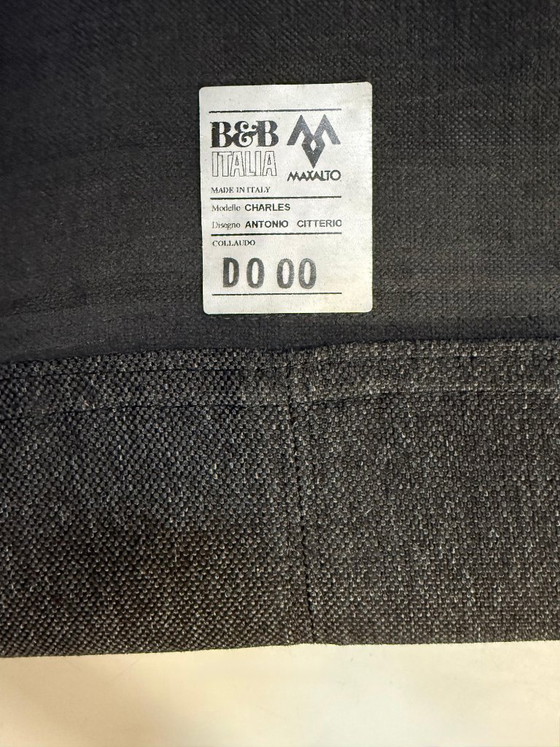 B&B
ITALIA
MAXALTO
MADE IN ITALY
Modello CHARLES
Disegno ANTONIO CITTERIO
COLLAUDO
D0 00